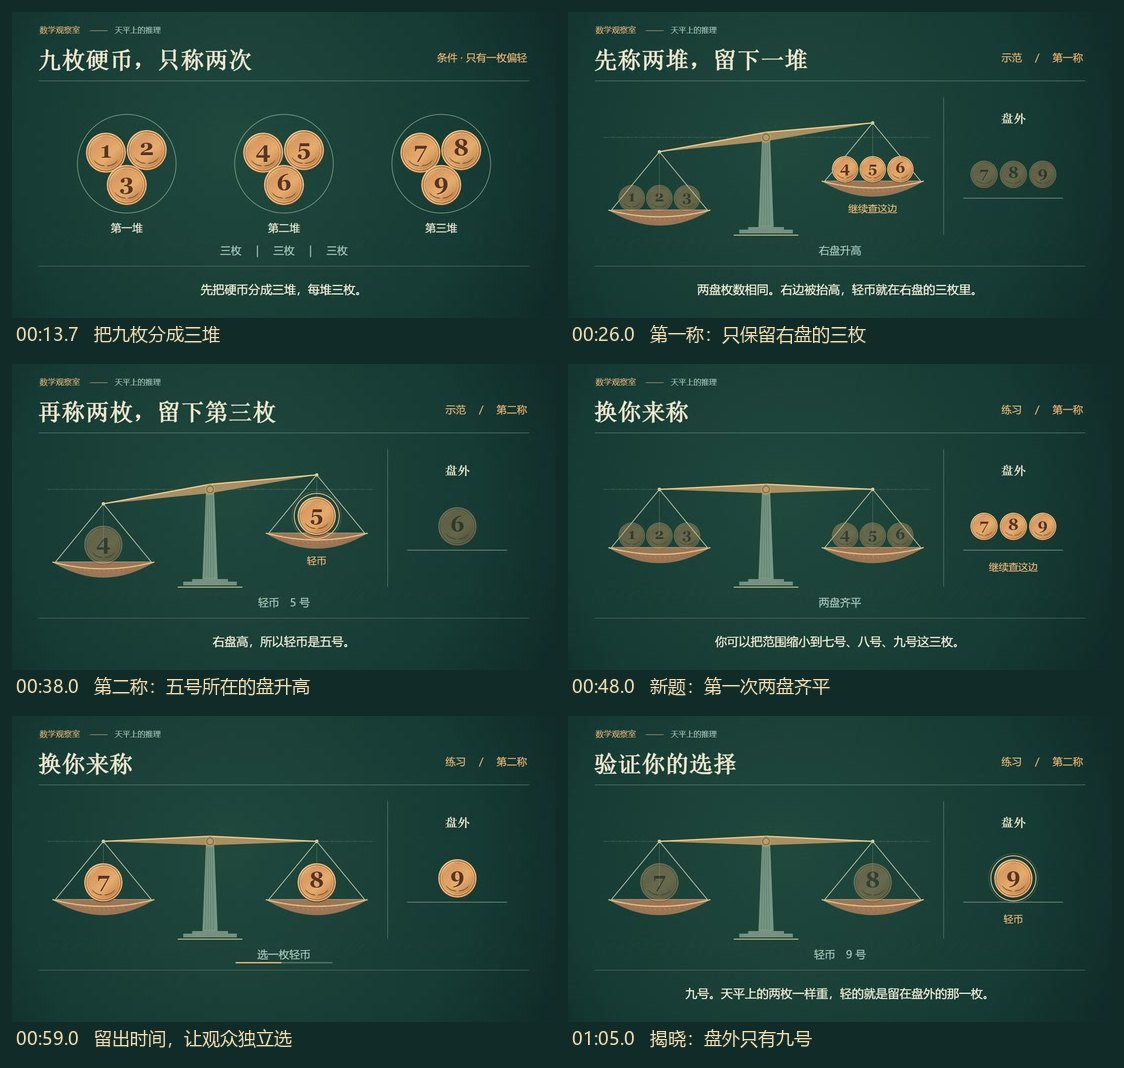 数学观察室 —— 天平上的推理
九枚硬币，只称两次
条件 · 只有一枚偏轻
1 2 3
4 5 6
7 8 9
第一堆 第二堆 第三堆
三枚 | 三枚 | 三枚
先把硬币分成三堆，每堆三枚。
00:13.7 把九枚分成三堆
数学观察室 —— 天平上的推理
先称两堆，留下一堆
示范 / 第一称
盘外
1 2 3
4 5 6
7 8 9
继续查这边
右盘升高
两盘枚数相同。右边被抬高，轻币就在右盘的三枚里。
00:26.0 第一称：只保留右盘的三枚
数学观察室 —— 天平上的推理
再称两枚，留下第三枚
示范 / 第二称
盘外
4
5
6
轻币
轻币 5 号
右盘高，所以轻币是五号。
00:38.0 第二称：五号所在的盘升高
数学观察室 —— 天平上的推理
换你来称
练习 / 第一称
盘外
1 2 3
4 5 6
7 8 9
继续查这边
两盘齐平
你可以把范围缩小到七号、八号、九号这三枚。
00:48.0 新题：第一次两盘齐平
数学观察室 —— 天平上的推理
换你来称
练习 / 第二称
盘外
7
8
9
选一枚轻币
00:59.0 留出时间，让观众独立选
数学观察室 —— 天平上的推理
验证你的选择
练习 / 第二称
盘外
7
8
9
轻币
轻币 9 号
九号。天平上的两枚一样重，轻的就是留在盘外的那一枚。
01:05.0 揭晓：盘外只有九号